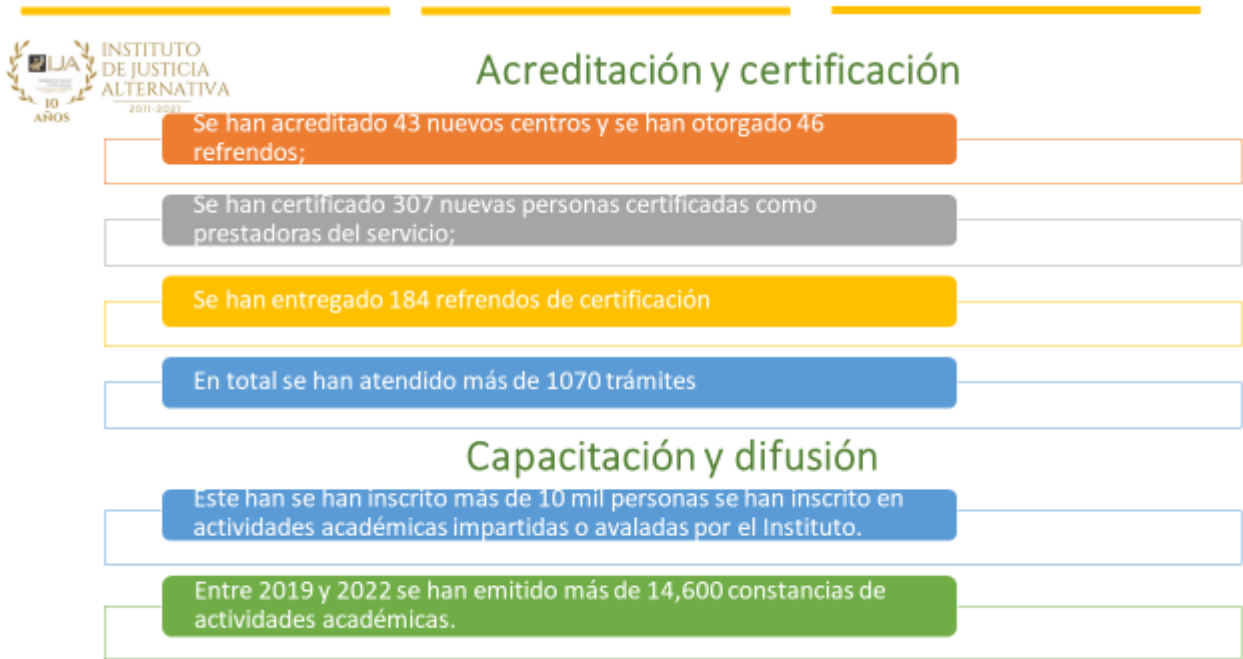 IJA
INSTITUTO
DE JUSTICIA
ALTERNATIVA
2011-2021
10
AÑOS
Acreditación y certificación
Se han acreditado 43 nuevos centros y se han otorgado 46
refrendos;
Se han certificado 307 nuevas personas certificadas como
prestadoras del servicio;
Se han entregado 184 refrendos de certificación
En total se han atendido más de 1070 trámites
Capacitación y difusión
Este han se han inscrito más de 10 mil personas se han inscrito en
actividades académicas impartidas o avaladas por el Instituto.
Entre 2019 y 2022 se han emitido más de 14,600 constancias de
actividades académicas.